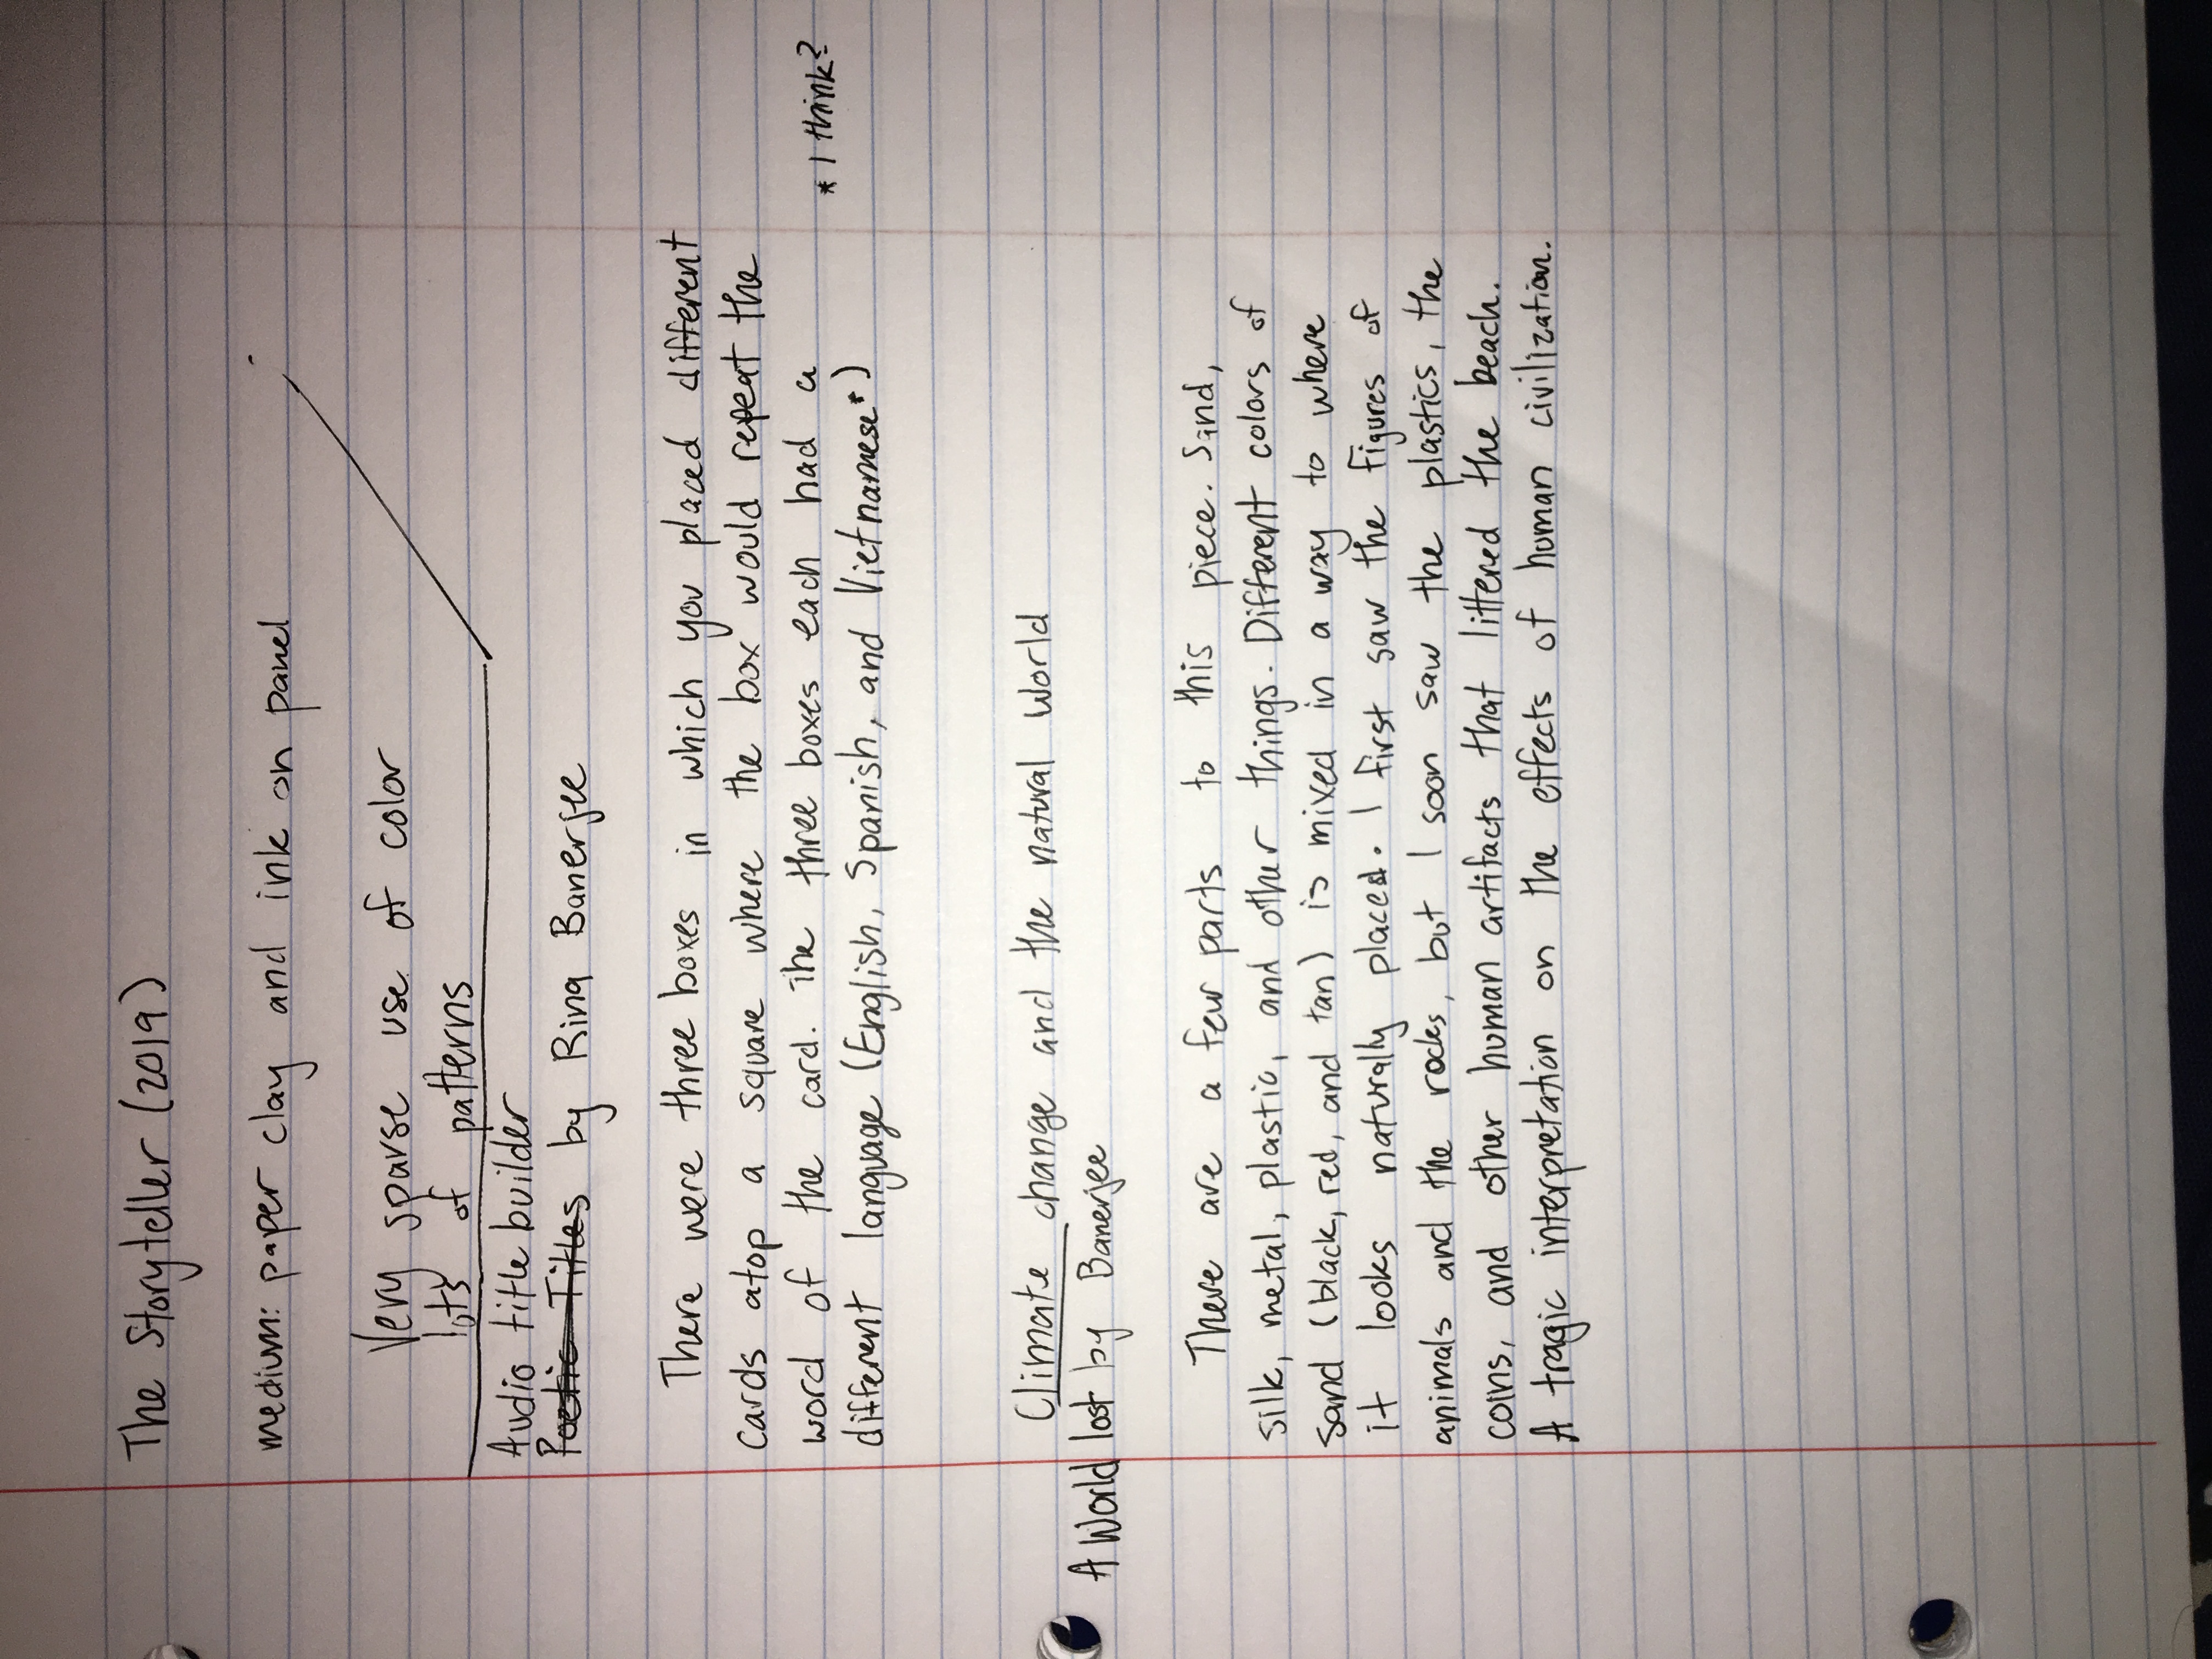 The Storyteller (2019)
medium: paper clay and ink on panel
Very sparse use of color
lots of patterns
Audio title builder
Poetic Titles by Rina Banerjee
There were three boxes in which you placed different
cards atop a square where the box would repeat the
word of the card. The three boxes each had a
* I think?
different language (English, Spanish, and Vietnamese*)
Climate change and the natural world
A World lost by Banerjee
There are a few parts to this piece. Sand,
silk, metal, plastic, and other things. Different colors of
sand (black, red, and tan) is mixed in a way to where
it looks naturally placed. I first saw the figures of
animals and the rocks, but I soon saw the plastics, the
coins, and other human artifacts that littered the beach.
A tragic interpretation on the effects of human civilization.